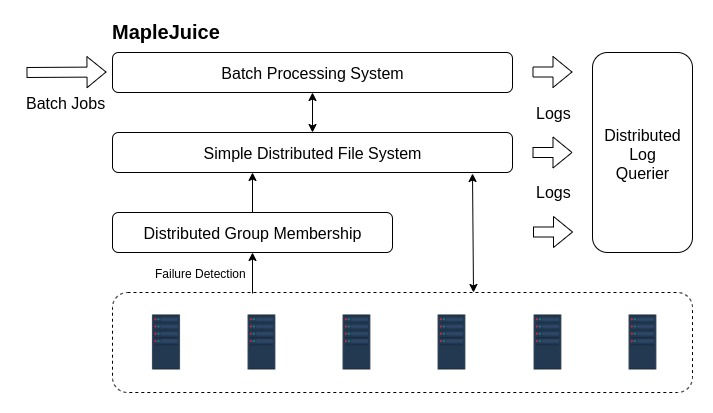 MapleJuice
Batch Processing System
Batch Jobs
Logs
Simple Distributed File System
Distributed
Log
Querier
Logs
Distributed Group Membership
Failure Detection